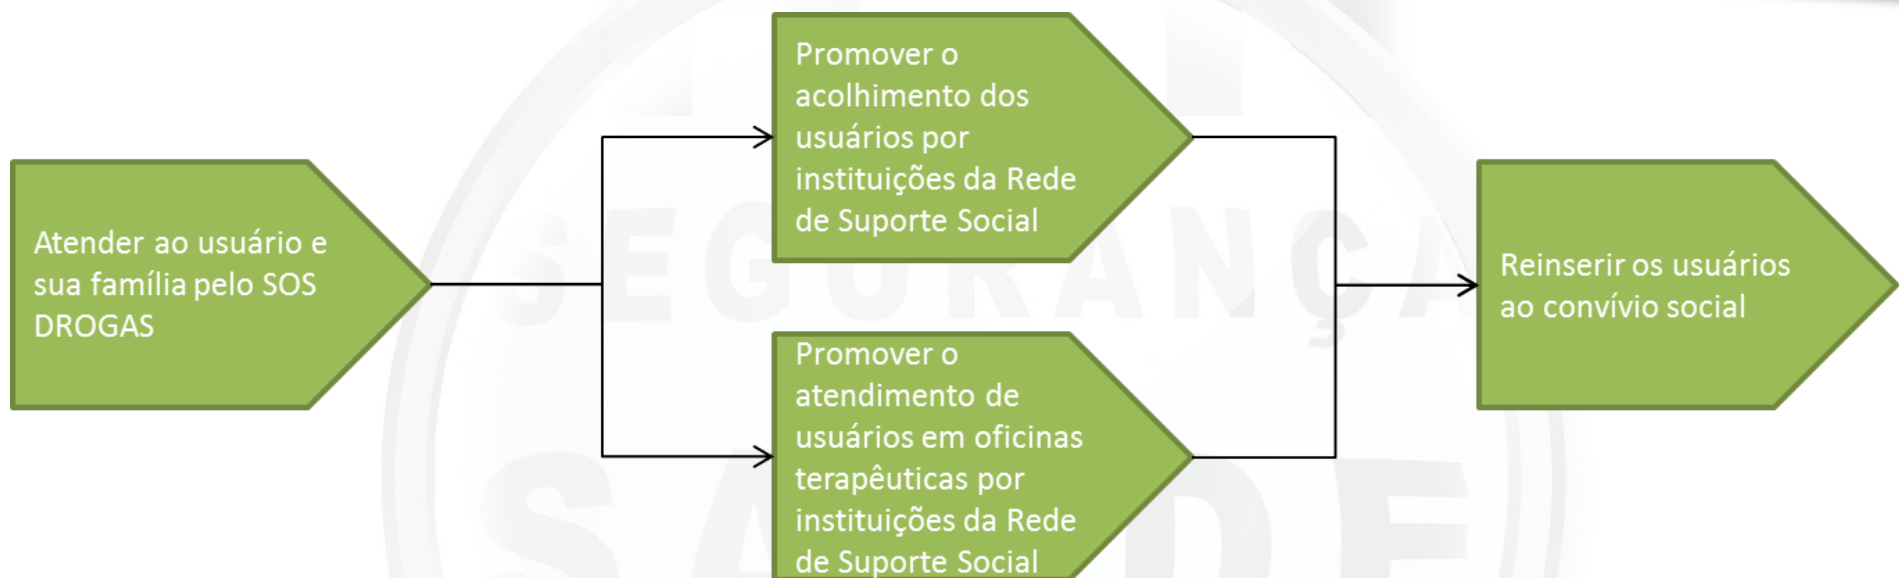 Atender ao usuário e
sua família pelo SOS
DROGAS
Promover o
acolhimento dos
usuários por
instituições da Rede
de Suporte Social
Promover o
atendimento de
usuários em oficinas
terapêuticas por
instituições da Rede
de Suporte Social
Reinserir os usuários
ao convívio social
SEGURANÇA